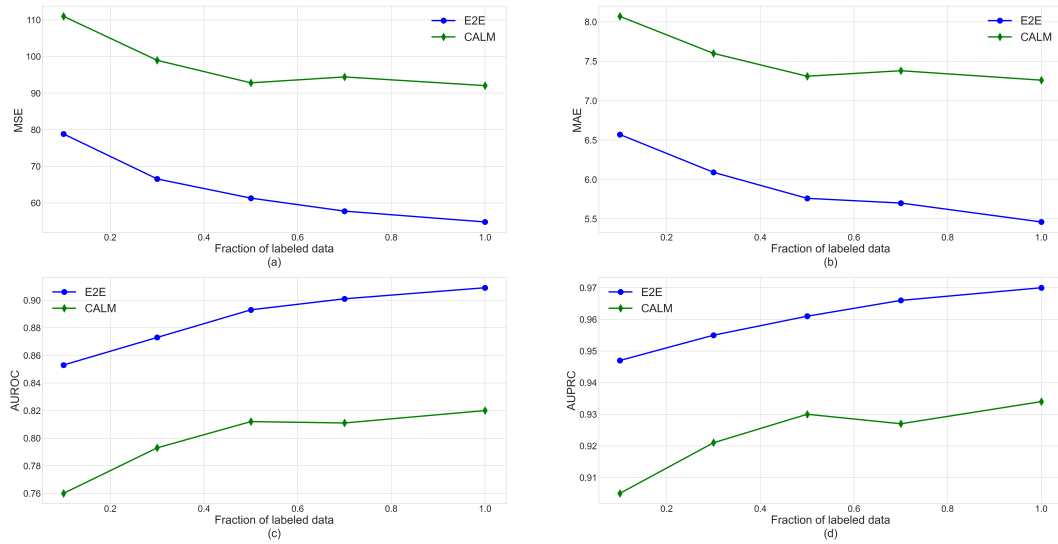 110
100
90
80
70
60
MSE
E2E
CALM
0.2 0.4 0.6 0.8 1.0
Fraction of labeled data
(a)
8.0
7.5
7.0
6.5
6.0
5.5
MAE
E2E
CALM
0.2 0.4 0.6 0.8 1.0
Fraction of labeled data
(b)
0.90
0.88
0.86
0.84
0.82
0.80
0.78
0.76
AUROC
E2E
CALM
0.2 0.4 0.6 0.8 1.0
Fraction of labeled data
(c)
0.97
0.96
0.95
0.94
0.93
0.92
0.91
AUPRC
E2E
CALM
0.2 0.4 0.6 0.8 1.0
Fraction of labeled data
(d)